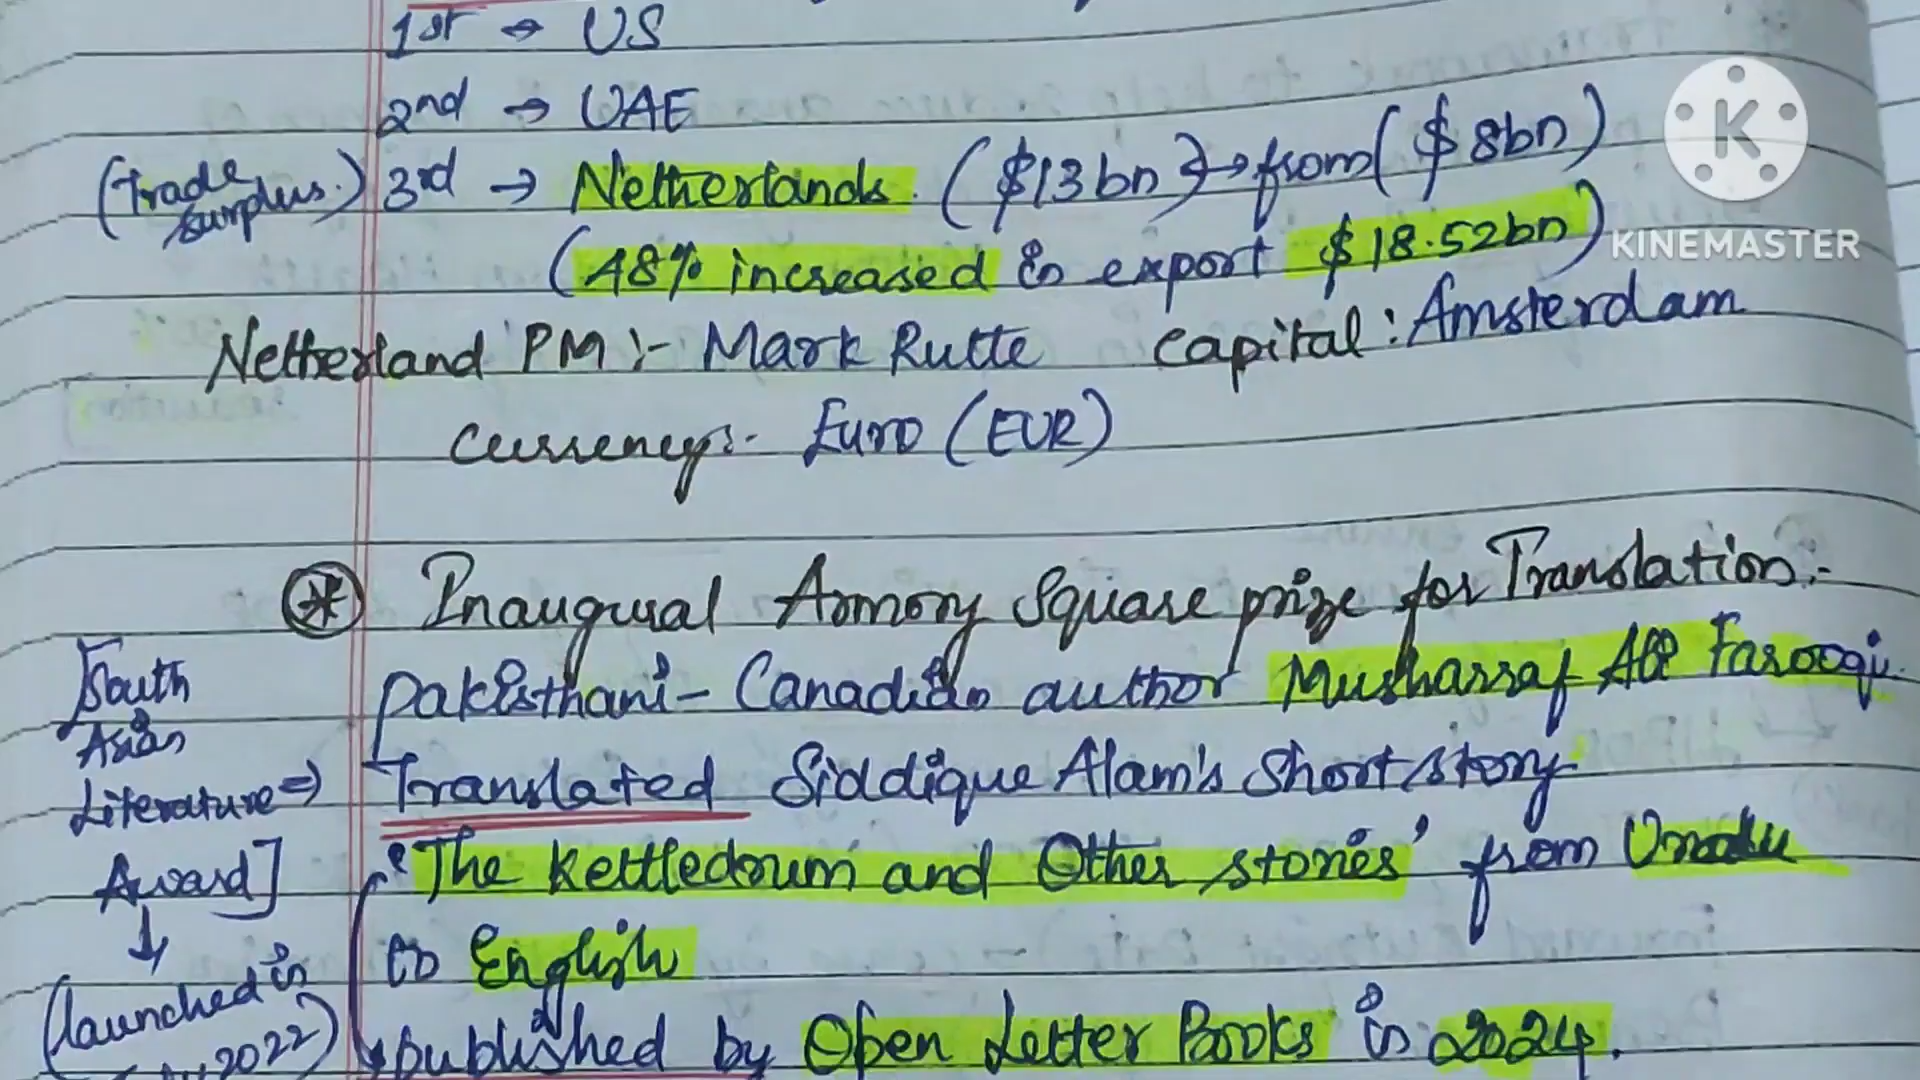 1st → US
2nd → UAE
(Trade surplus.) 3rd → Netherlands. ($13bn) → from ($8bn)
(48% increased in export $18.52bn)
Netherland PM :- Mark Rutte capital : Amsterdam
currency :- Euro (EUR)
KINEMASTER
Inaugural Armory Square prize for Translation :-
pakisthani - Canadian author Musharraf Ali Farooqi
Translated Siddique Alam's Short story
'The Kettledrum and Other stories' from Urdu
to English
published by Open Letter Books in 2024.
[South
Asian
Literature ⇒
Award]
↓
(launched in
2022)